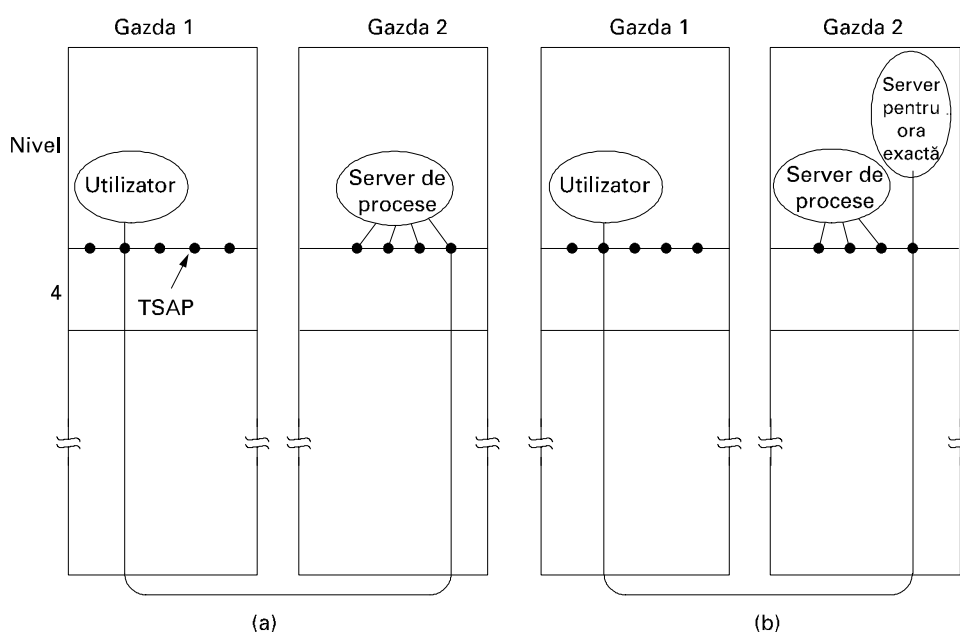 Gazda 1
Gazda 2
Gazda 1
Gazda 2
Nivel
4
Utilizator
TSAP
Server de
procese
Utilizator
Server de
procese
Server
pentru
ora
exactă
(a)
(b)